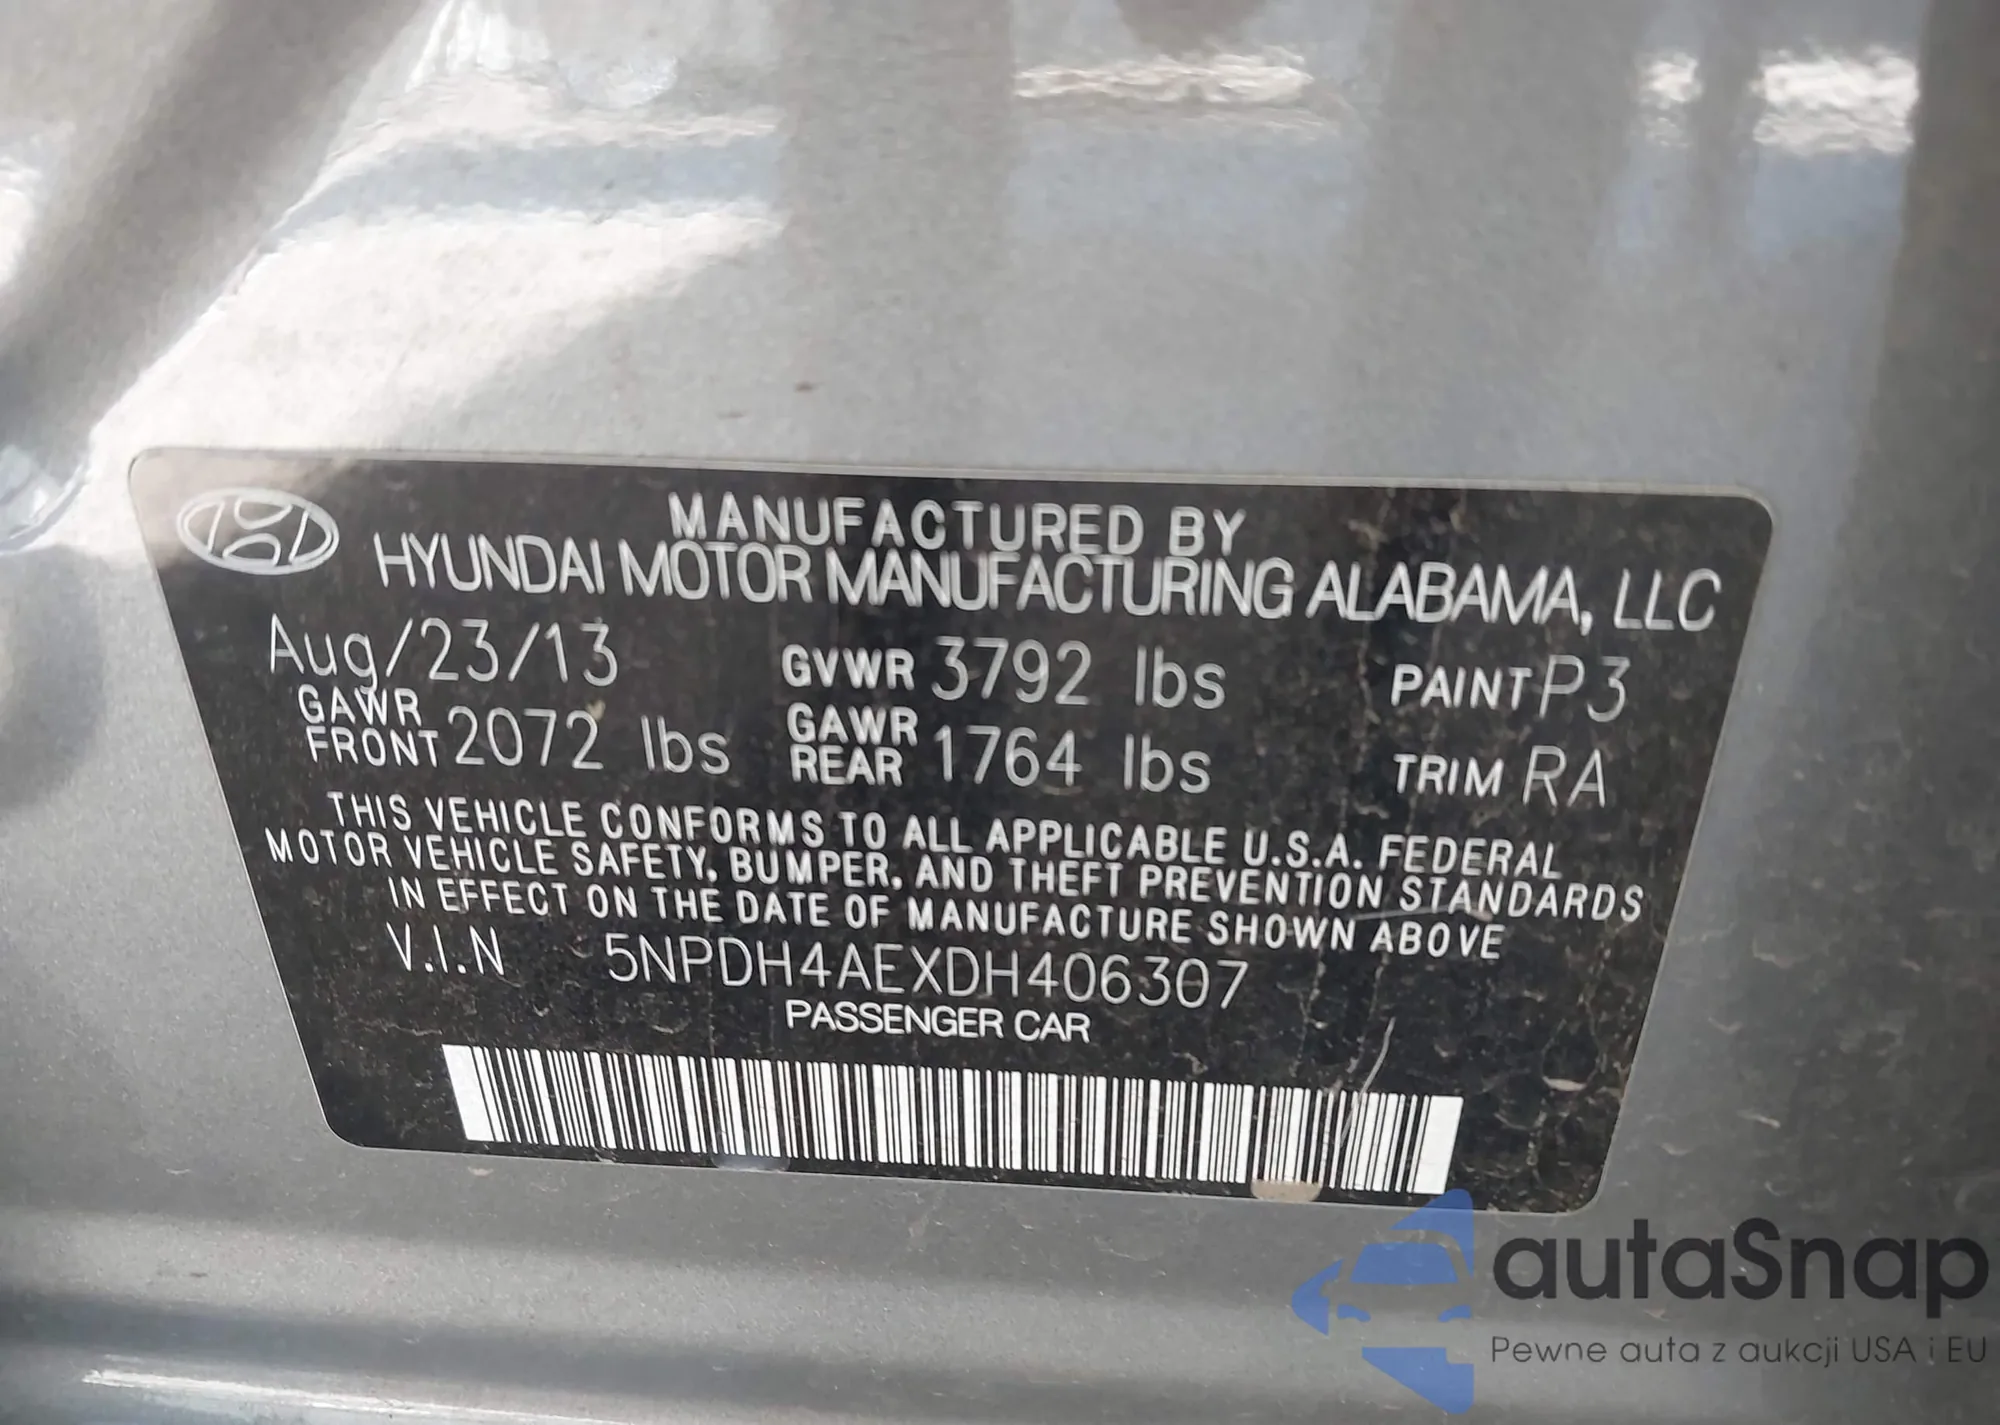 MANUFACTURED BY
HYUNDAI MOTOR MANUFACTURING ALABAMA, LLC
Aug/23/13 GVWR 3792 lbs PAINT P3
GAWR FRONT 2072 lbs GAWR REAR 1764 lbs TRIM RA
THIS VEHICLE CONFORMS TO ALL APPLICABLE U.S.A. FEDERAL
MOTOR VEHICLE SAFETY, BUMPER, AND THEFT PREVENTION STANDARDS
IN EFFECT ON THE DATE OF MANUFACTURE SHOWN ABOVE
V.I.N 5NPDH4AEXDH406307
PASSENGER CAR
autaSnap
Pewne auta z aukcji USA i EU